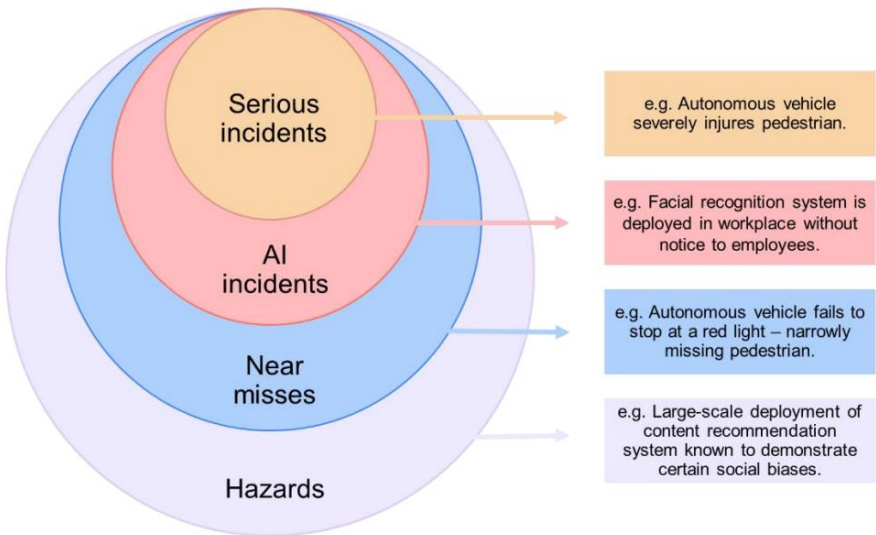 Serious
incidents
e.g. Autonomous vehicle
severely injures pedestrian.
AI
incidents
e.g. Facial recognition system is
deployed in workplace without
notice to employees.
Near
misses
e.g. Autonomous vehicle fails to
stop at a red light – narrowly
missing pedestrian.
Hazards
e.g. Large-scale deployment of
content recommendation
system known to demonstrate
certain social biases.